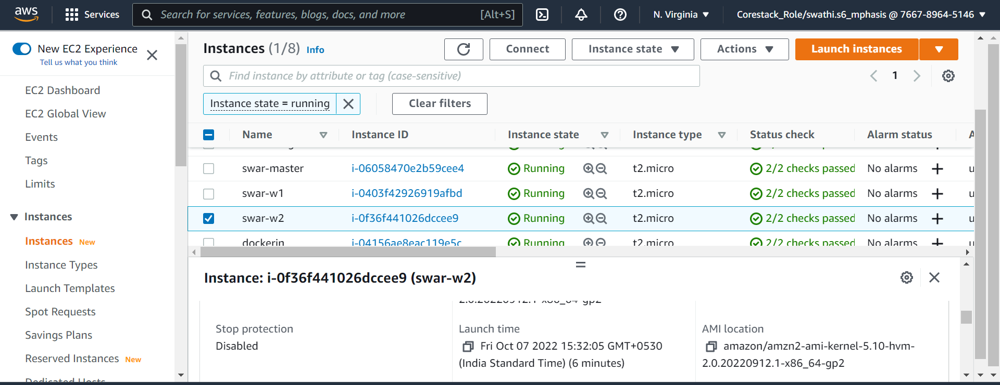 aws
Services
Search for services, features, blogs, docs, and more
[Alt+S]
N. Virginia
Corestack_Role/swathi.s6_mphasis @ 7667-8964-5146
New EC2 Experience
Tell us what you think
EC2 Dashboard
EC2 Global View
Events
Tags
Limits
Instances
Instances New
Instance Types
Launch Templates
Spot Requests
Savings Plans
Reserved Instances New
Dedicated Hosts
Instances (1/8) Info
Connect
Instance state
Actions
Launch instances
Find instance by attribute or tag (case-sensitive)
1
Instance state = running
Clear filters
Name Instance ID Instance state Instance type Status check Alarm status A
swar-master i-06058470e2b59cee4 Running t2.micro 2/2 checks passed No alarms u
swar-w1 i-0403f42926919afbd Running t2.micro 2/2 checks passed No alarms u
swar-w2 i-0f36f441026dccee9 Running t2.micro 2/2 checks passed No alarms u
dockerin i-04156ae8eac119e5c Running t2.micro 2/2 checks passed No alarms u
Instance: i-0f36f441026dccee9 (swar-w2)
2.0.20220912.1-x86_64-gp2
Stop protection
Disabled
Launch time
Fri Oct 07 2022 15:32:05 GMT+0530
(India Standard Time) (6 minutes)
AMI location
amazon/amzn2-ami-kernel-5.10-hvm-
2.0.20220912.1-x86_64-gp2